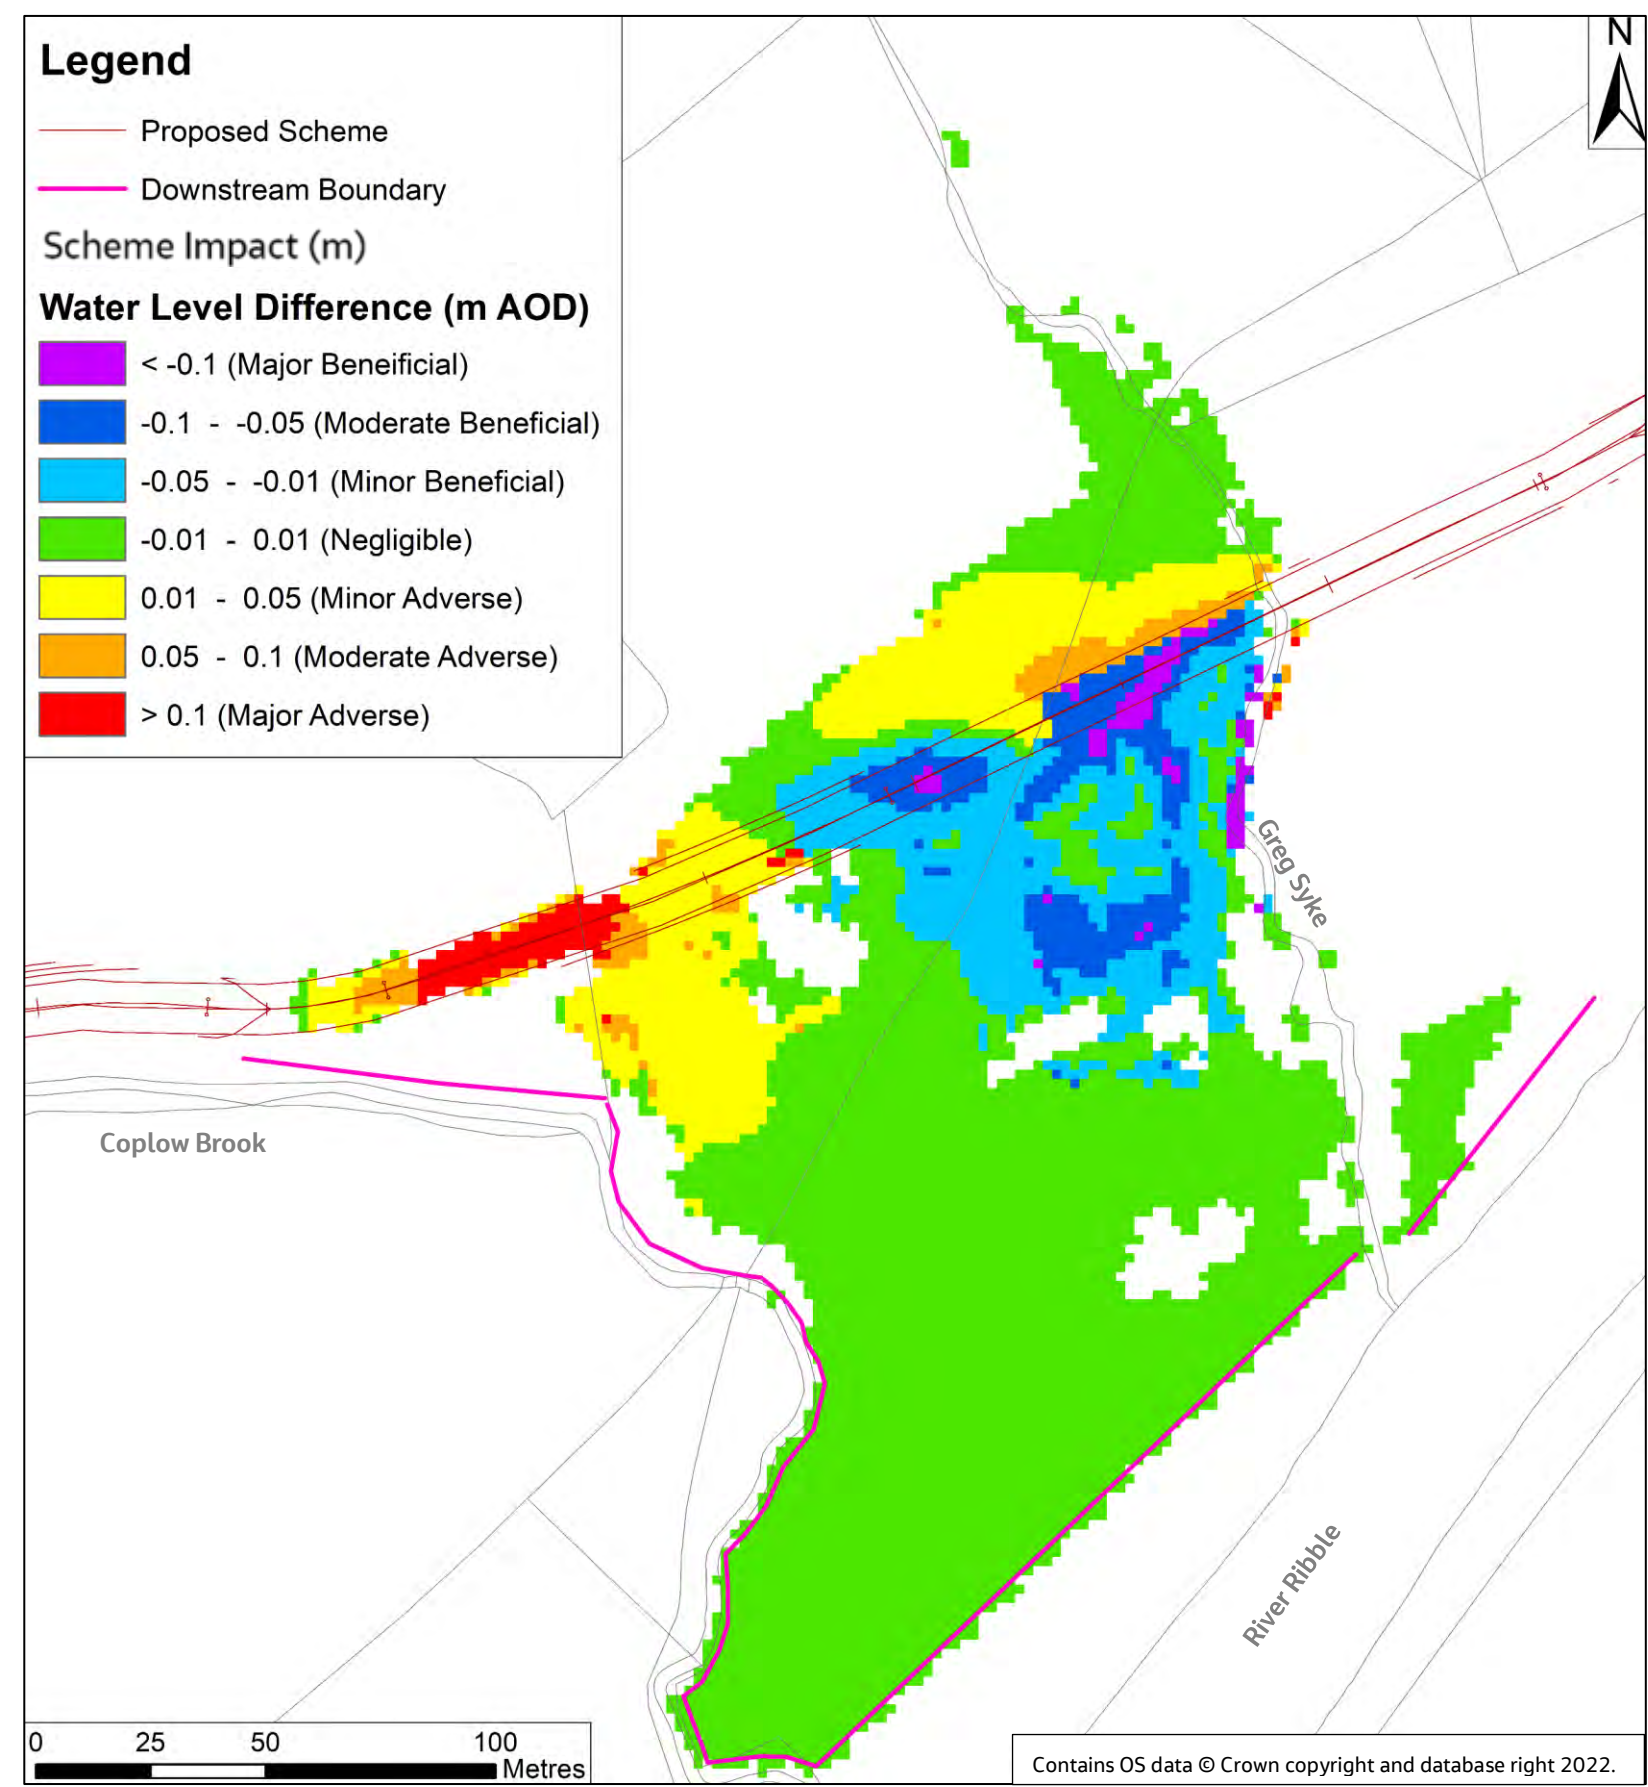 Legend
Proposed Scheme
Downstream Boundary
Scheme Impact (m)
Water Level Difference (m AOD)
< -0.1 (Major Beneificial)
-0.1 - -0.05 (Moderate Beneficial)
-0.05 - -0.01 (Minor Beneficial)
-0.01 - 0.01 (Negligible)
0.01 - 0.05 (Minor Adverse)
0.05 - 0.1 (Moderate Adverse)
> 0.1 (Major Adverse)
N
Greg Syke
Coplow Brook
River Ribble
0 25 50 100
Metres
Contains OS data © Crown copyright and database right 2022.